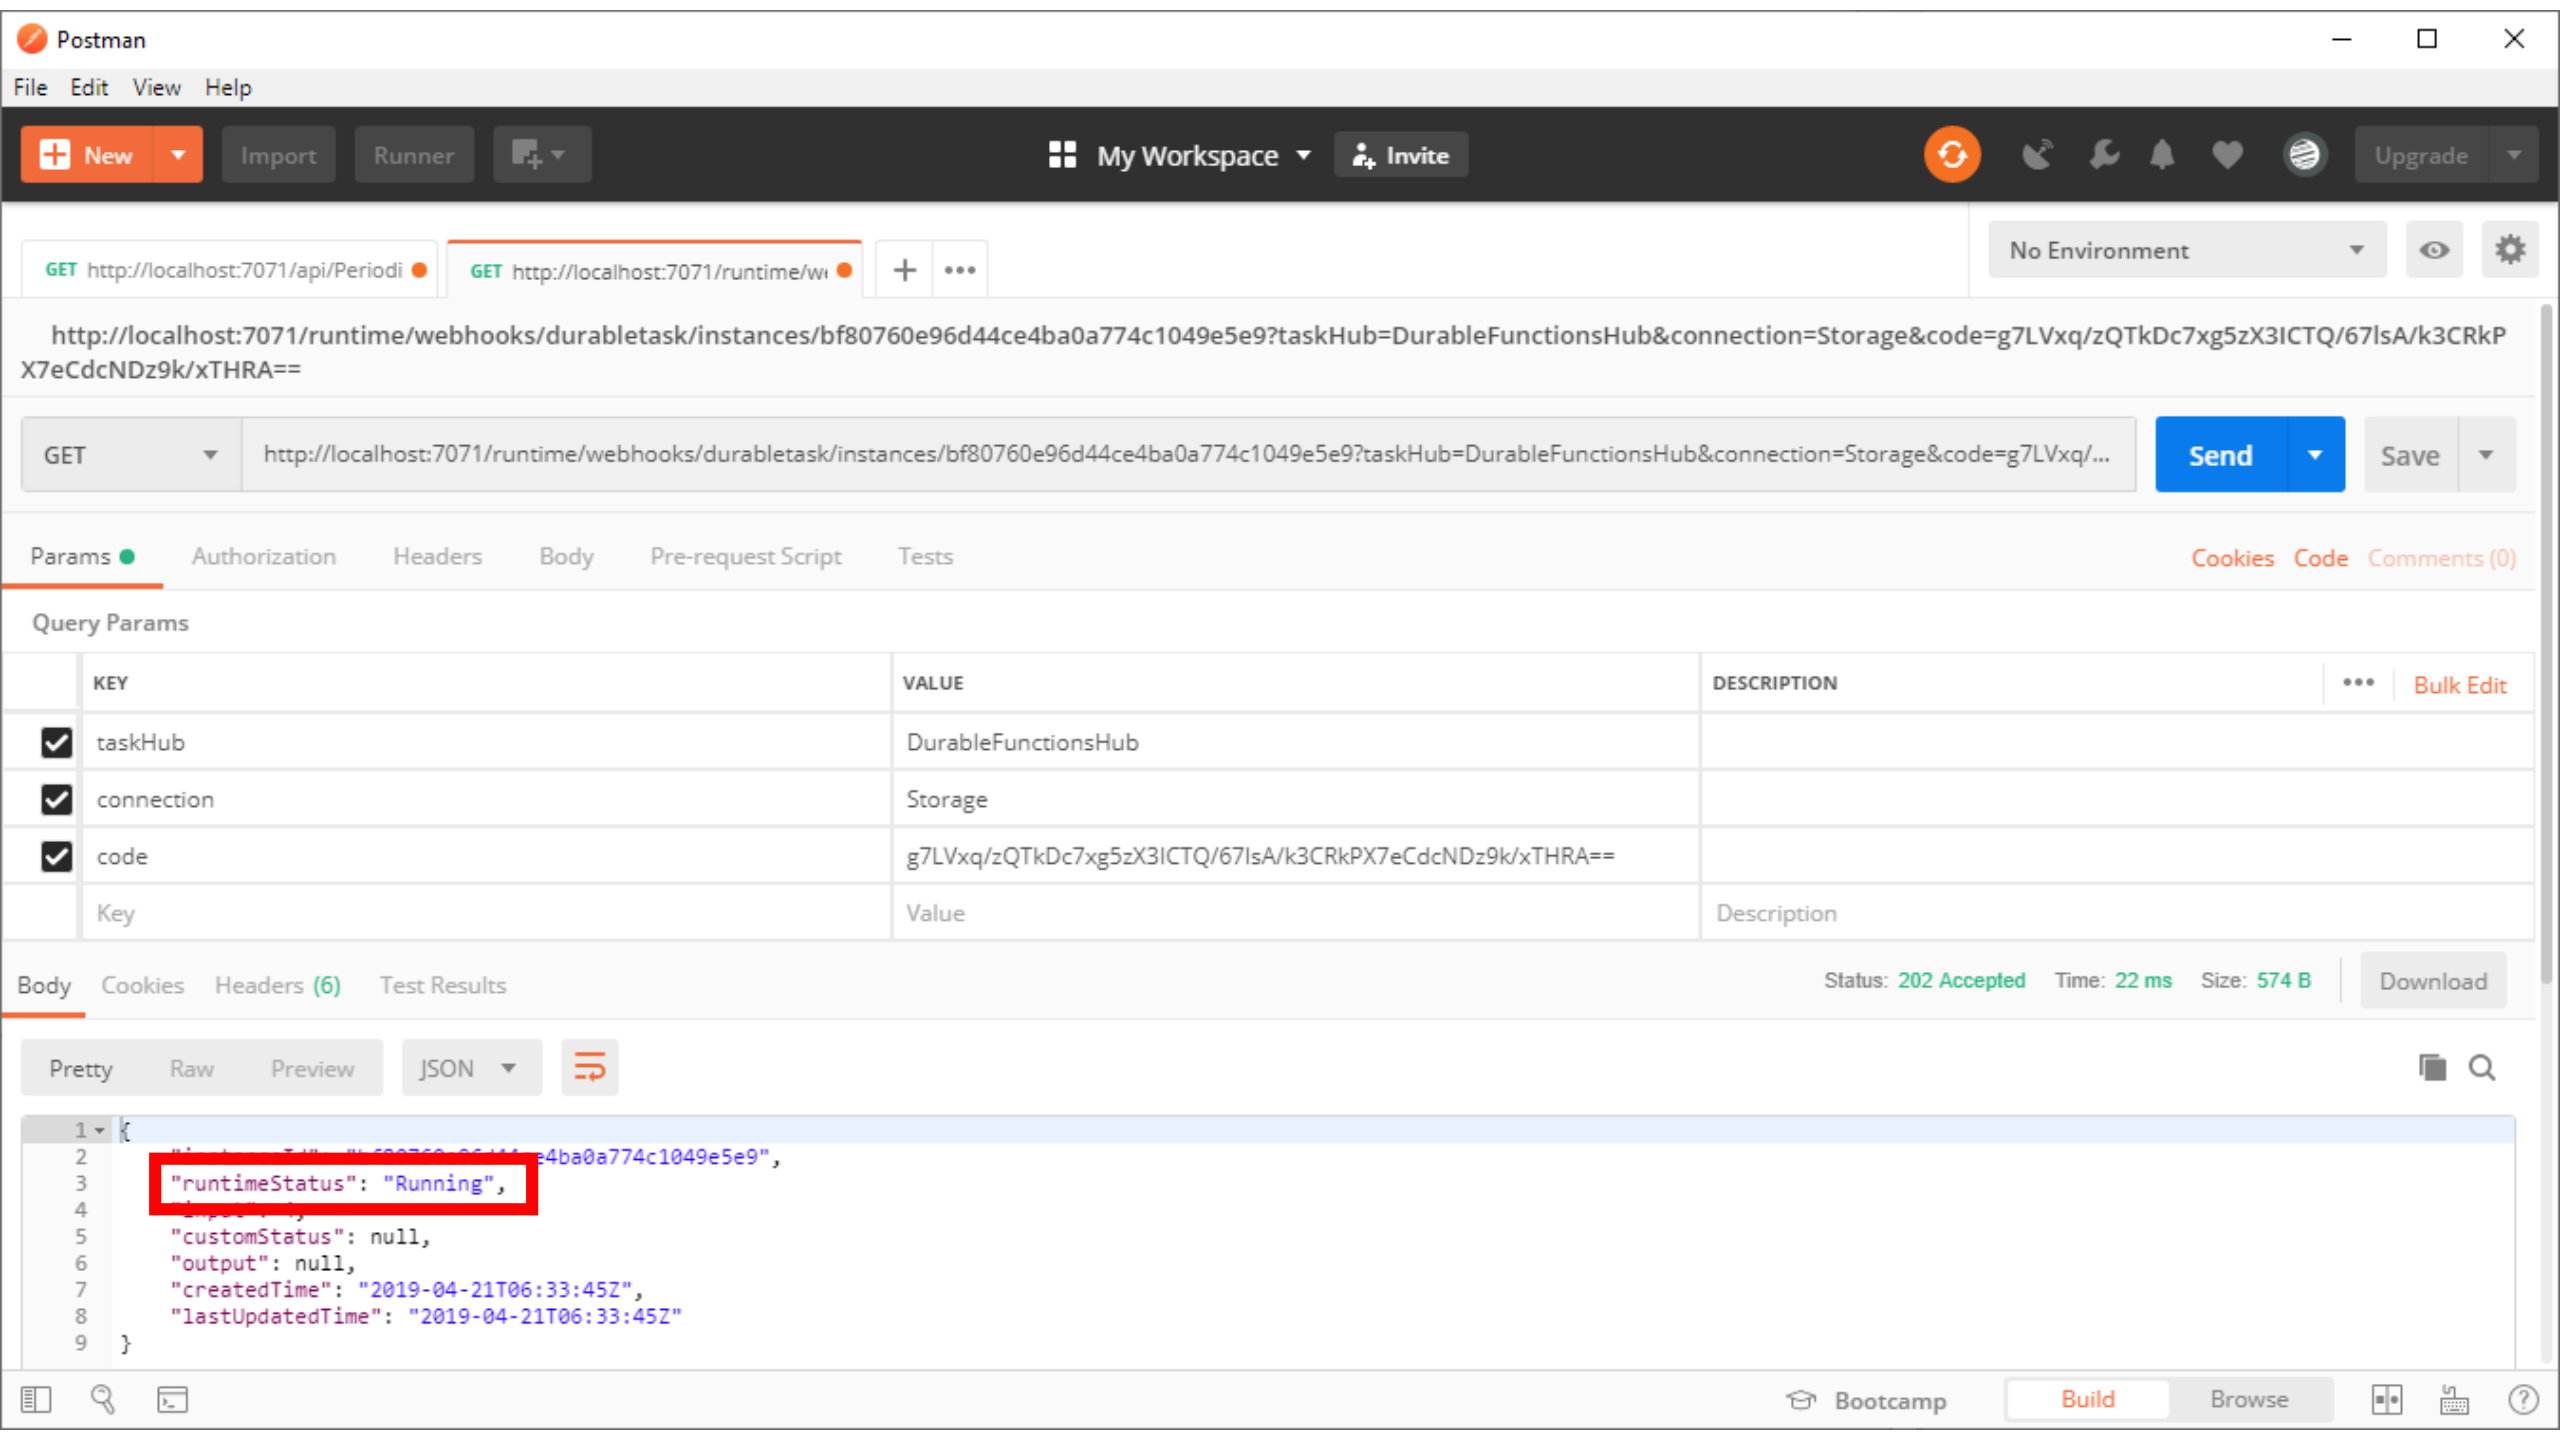 Postman
File Edit View Help
New Import Runner My Workspace Invite Upgrade
GET http://localhost:7071/api/Periodi GET http://localhost:7071/runtime/we No Environment
http://localhost:7071/runtime/webhooks/durabletask/instances/bf80760e96d44ce4ba0a774c1049e5e9?taskHub=DurableFunctionsHub&connection=Storage&code=g7LVxq/zQTkDc7xg5zX3ICTQ/67lsA/k3CRkP
X7eCdcNDz9k/xTHRA==
GET http://localhost:7071/runtime/webhooks/durabletask/instances/bf80760e96d44ce4ba0a774c1049e5e9?taskHub=DurableFunctionsHub&connection=Storage&code=g7LVxq/... Send Save
Params Authorization Headers Body Pre-request Script Tests Cookies Code Comments (0)
Query Params
KEY VALUE DESCRIPTION Bulk Edit
taskHub DurableFunctionsHub
connection Storage
code g7LVxq/zQTkDc7xg5zX3ICTQ/67lsA/k3CRkPX7eCdcNDz9k/xTHRA==
Key Value Description
Body Cookies Headers (6) Test Results Status: 202 Accepted Time: 22 ms Size: 574 B Download
Pretty Raw Preview JSON
1 {
2 e4ba0a774c1049e5e9",
3 "runtimeStatus": "Running",
4
5 "customStatus": null,
6 "output": null,
7 "createdTime": "2019-04-21T06:33:45Z",
8 "lastUpdatedTime": "2019-04-21T06:33:45Z"
9 }
Bootcamp Build Browse